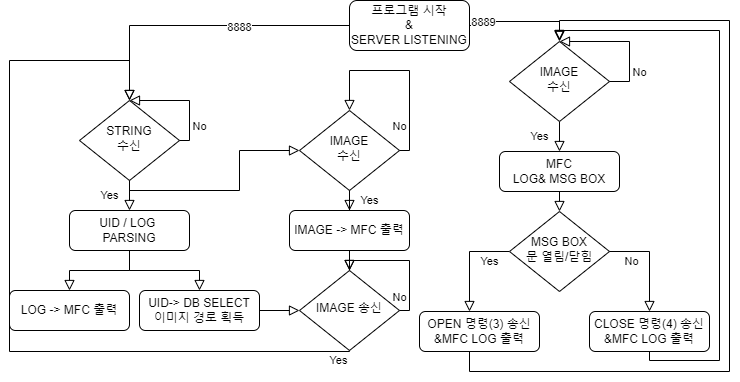 프로그램 시작
&
SERVER LISTENING
8888
8889
STRING
수신
No
Yes
UID / LOG
PARSING
LOG -> MFC 출력
UID-> DB SELECT
이미지 경로 획득
IMAGE
수신
No
Yes
IMAGE -> MFC 출력
IMAGE 송신
No
Yes
IMAGE
수신
No
Yes
MFC
LOG& MSG BOX
MSG BOX
문 열림/닫힘
Yes
No
OPEN 명령(3) 송신
&MFC LOG 출력
CLOSE 명령(4) 송신
&MFC LOG 출력